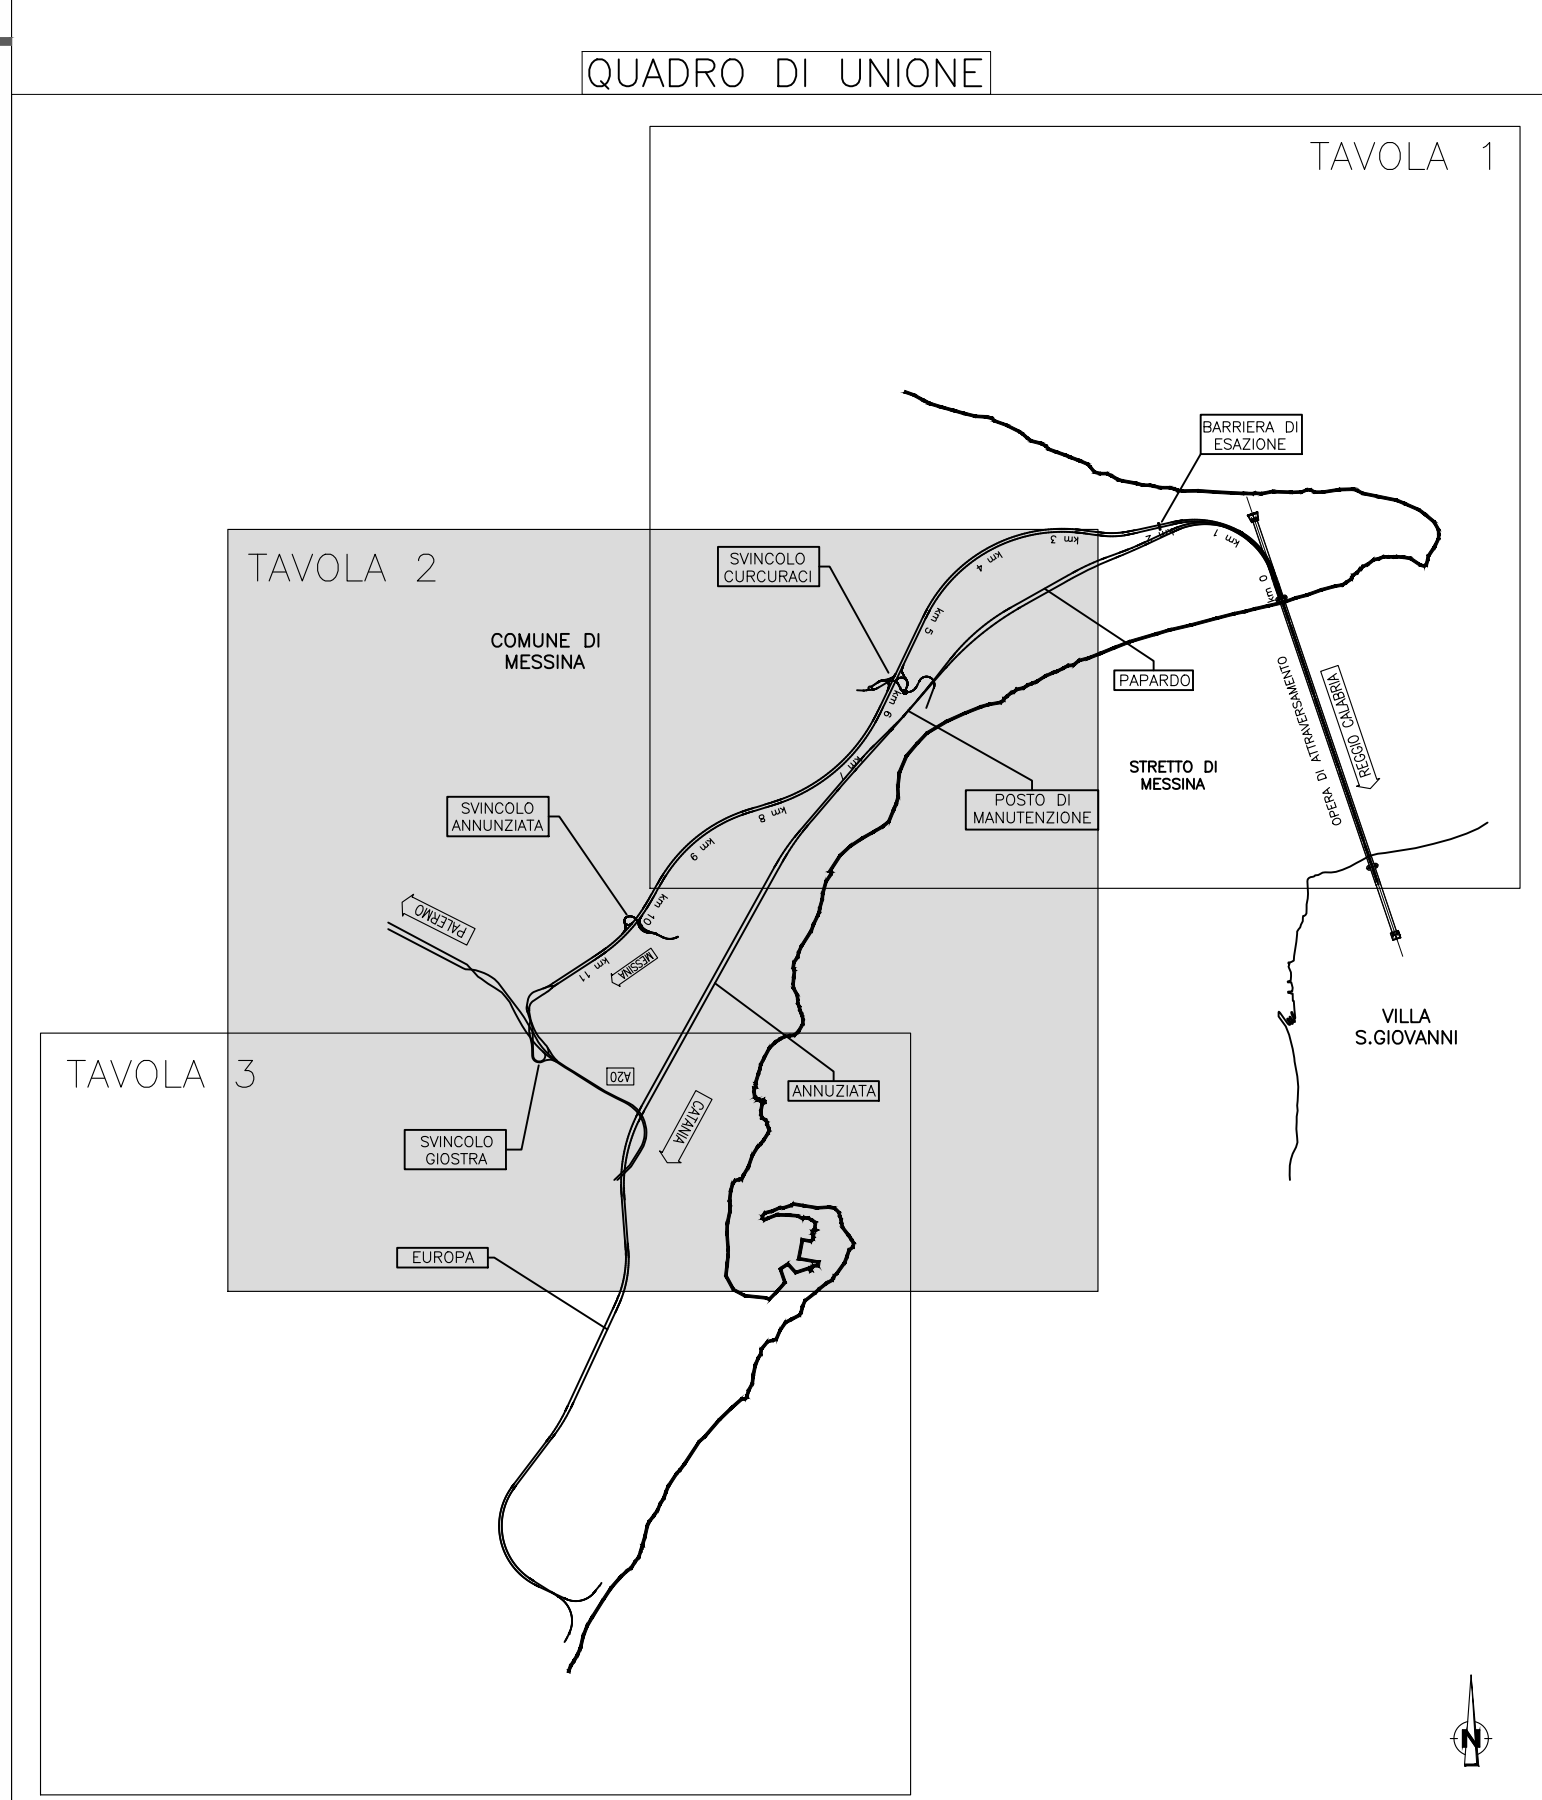 QUADRO DI UNIONE
TAVOLA 1
BARRIERA DI
ESAZIONE
TAVOLA 2
SVINCOLO
CURCURACI
km 0
km 1
km 2
km 3
km 4
km 5
km 6
km 7
km 8
km 9
km 10
km 11
COMUNE DI
MESSINA
PAPARDO
OPERA DI ATTRAVERSAMENTO
REGGIO CALABRIA
STRETTO DI
MESSINA
POSTO DI
MANUTENZIONE
SVINCOLO
ANNUNZIATA
PALERMO
MESSINA
VILLA
S.GIOVANNI
TAVOLA 3
A20
ANNUZIATA
CATANIA
SVINCOLO
GIOSTRA
EUROPA
N